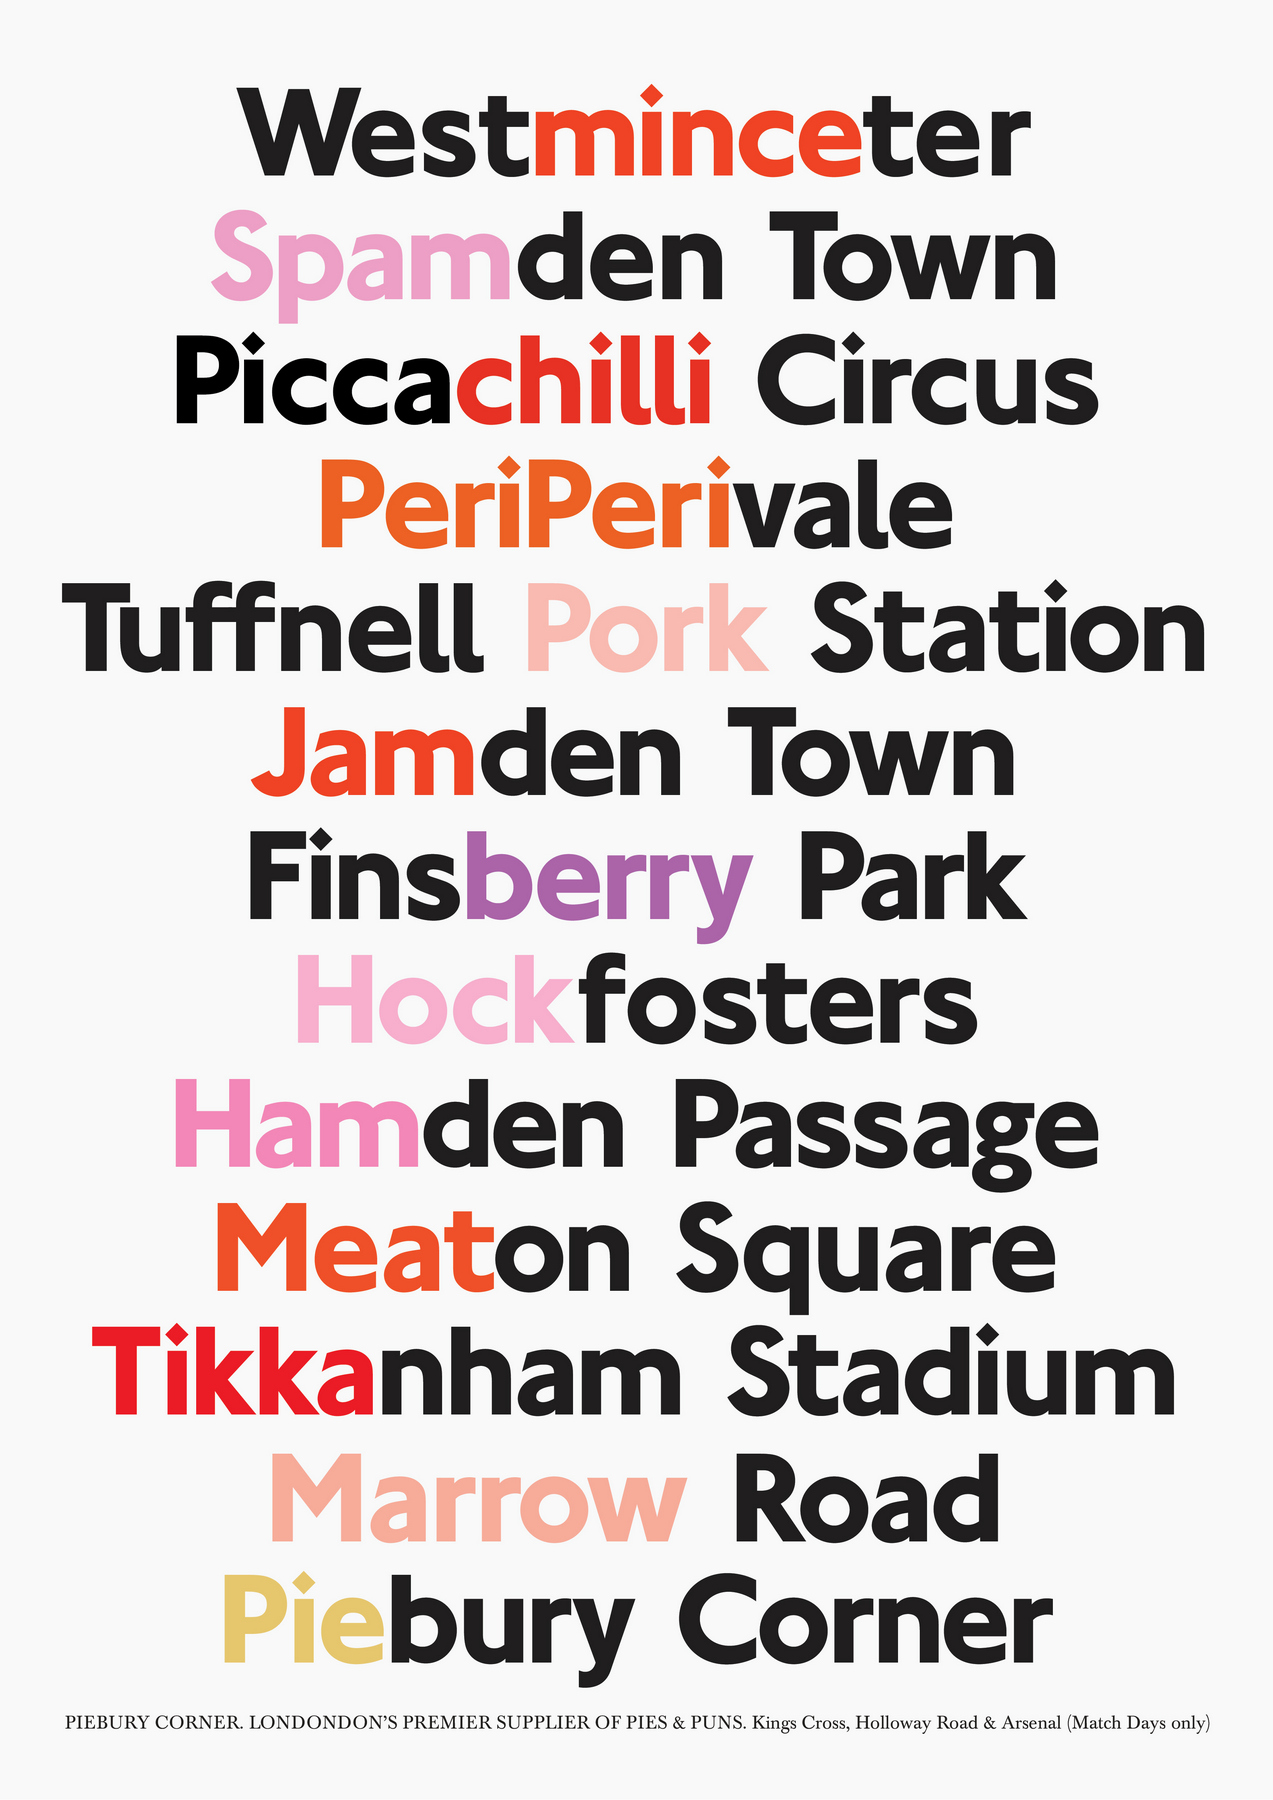 Westminceter
Spamden Town
Piccachilli Circus
PeriPerivale
Tuffnell Pork Station
Jamden Town
Finsberry Park
Hockfosters
Hamden Passage
Meaton Square
Tikkanham Stadium
Marrow Road
Piebury Corner
PIEBURY CORNER. LONDONDON’S PREMIER SUPPLIER OF PIES & PUNS. Kings Cross, Holloway Road & Arsenal (Match Days only)